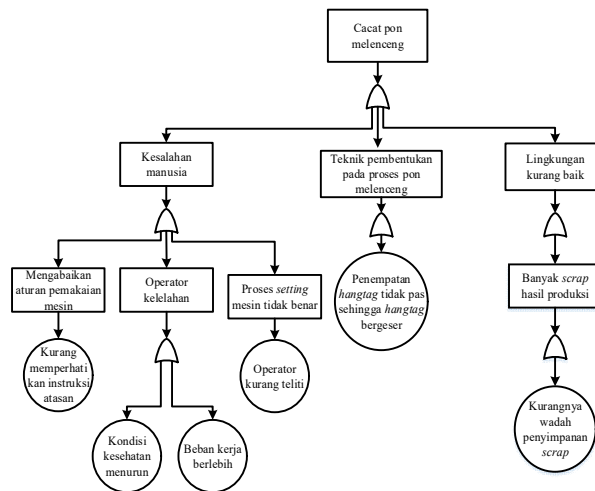 Cacat pon
melenceng
Kesalahan
manusia
Teknik pembentukan
pada proses pon
melenceng
Lingkungan
kurang baik
Mengabaikan
aturan pemakaian
mesin
Operator
kelelahan
Proses setting
mesin tidak benar
Penempatan
hangtag tidak pas
sehingga hangtag
bergeser
Banyak scrap
hasil produksi
Kurang
memperhati
kan instruksi
atasan
Operator
kurang teliti
Kondisi
kesehatan
menurun
Beban kerja
berlebih
Kurangnya
wadah
penyimpanan
scrap